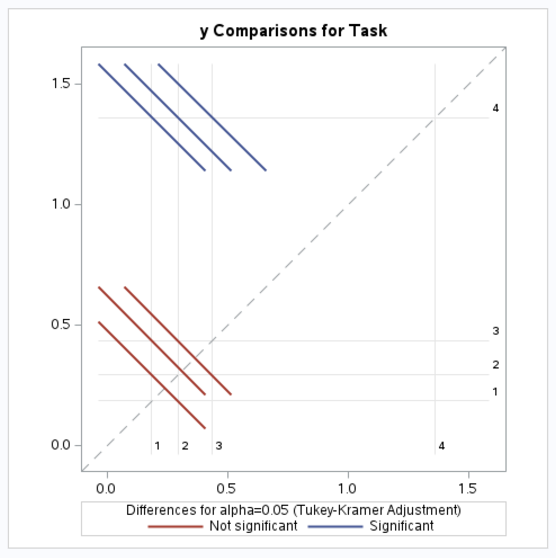 y Comparisons for Task
1.5
4
1.0
0.5
3
2
1
0.0
1 2 3 4
0.0 0.5 1.0 1.5
Differences for alpha=0.05 (Tukey-Kramer Adjustment)
Not significant Significant